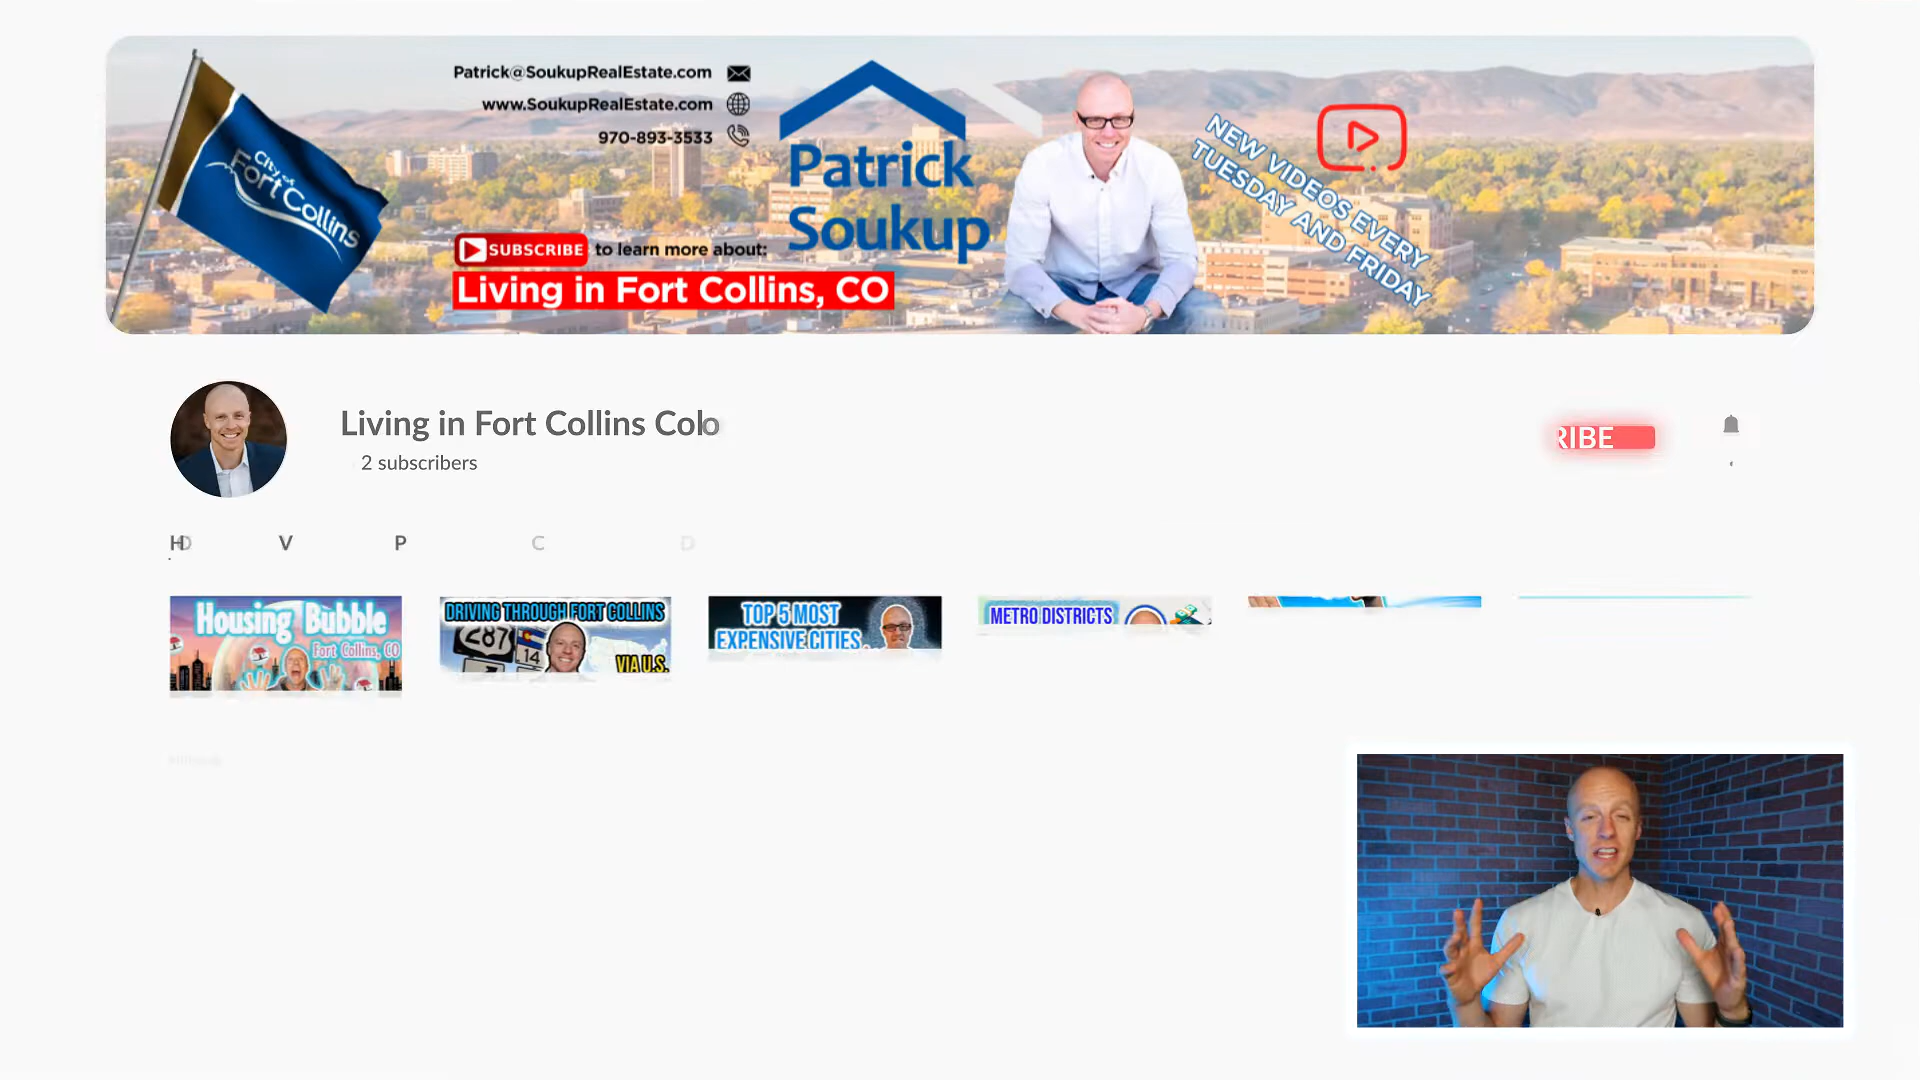 Patrick@SoukupRealEstate.com
www.SoukupRealEstate.com
970-893-3533
City of
Fort Collins
Patrick
Soukup
NEW VIDEOS EVERY
TUESDAY AND FRIDAY
SUBSCRIBE to learn more about:
Living in Fort Collins, CO
Living in Fort Collins Colo
2 subscribers
RIBE
H
V
P
C
D
Housing Bubble
Fort Collins, CO
DRIVING THROUGH FORT COLLINS
287
14
VIA U.S.
TOP 5 MOST
EXPENSIVE CITIES
METRO DISTRICTS